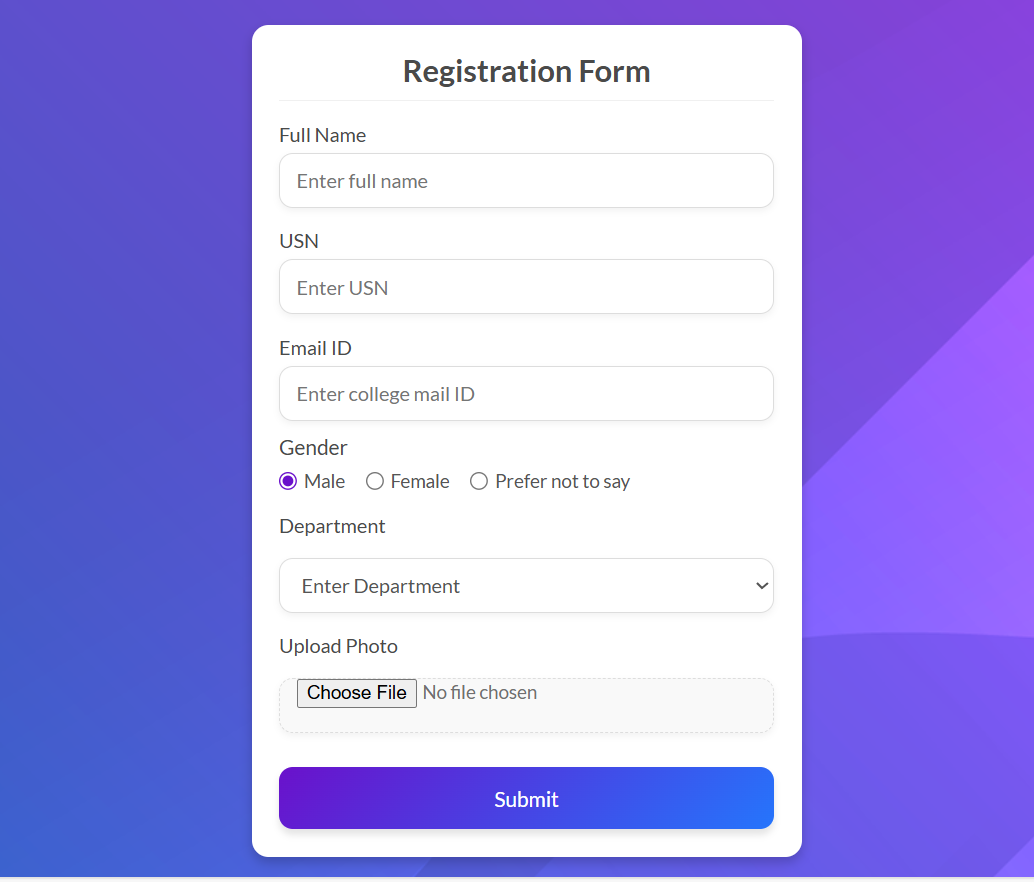 Registration Form
Full Name
Enter full name
USN
Enter USN
Email ID
Enter college mail ID
Gender
Male Female Prefer not to say
Department
Enter Department
Upload Photo
Choose File No file chosen
Submit